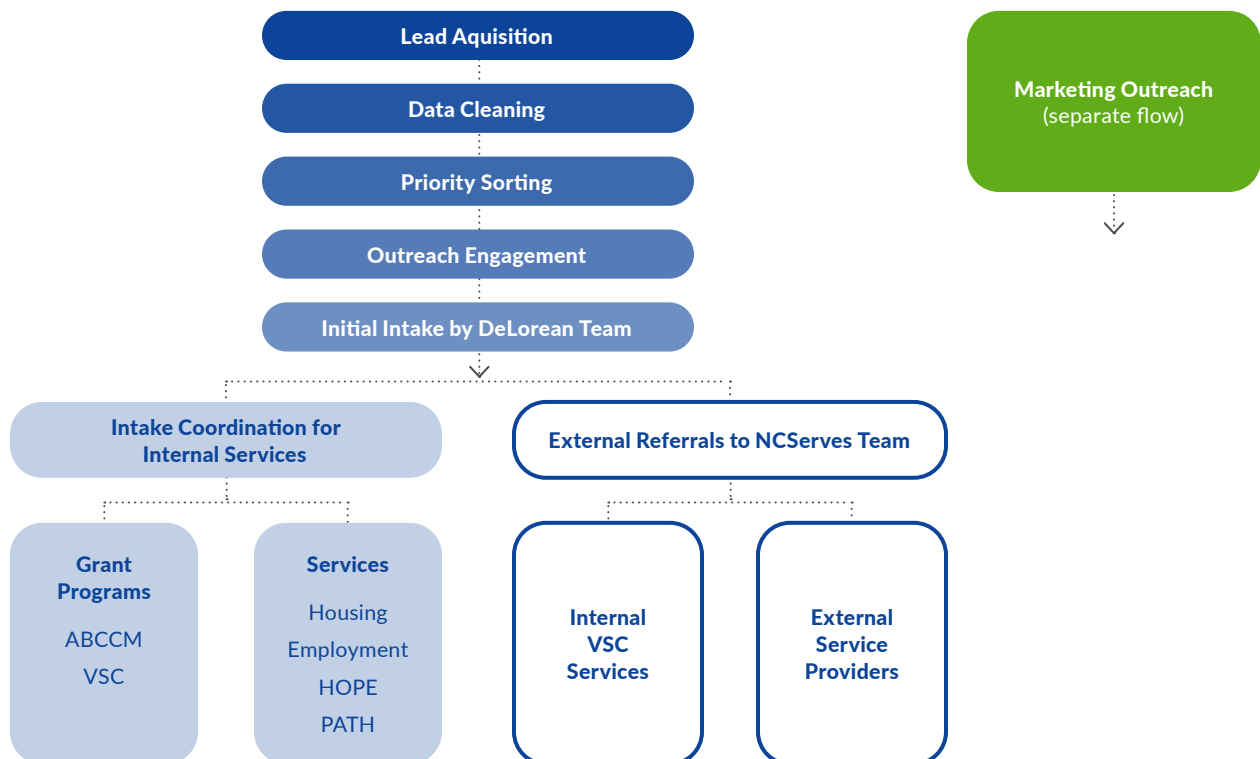 Lead Aquisition
Data Cleaning
Priority Sorting
Outreach Engagement
Initial Intake by DeLorean Team
Marketing Outreach
(separate flow)
Intake Coordination for
Internal Services
External Referrals to NCServes Team
Grant
Programs
ABCCM
VSC
Services
Housing
Employment
HOPE
PATH
Internal
VSC
Services
External
Service
Providers